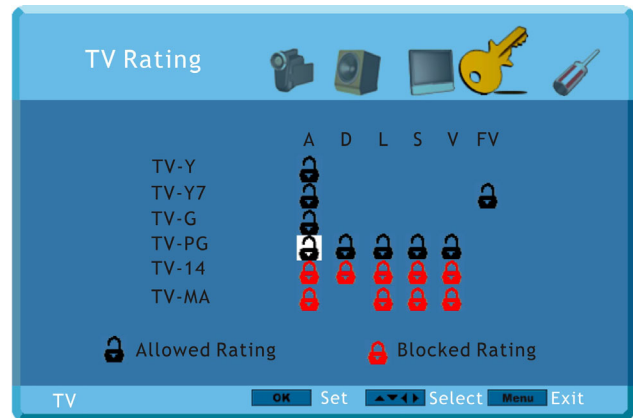 TV Rating
A D L S V FV
TV-Y
TV-Y7
TV-G
TV-PG
TV-14
TV-MA
Allowed Rating Blocked Rating
TV OK Set Select Menu Exit